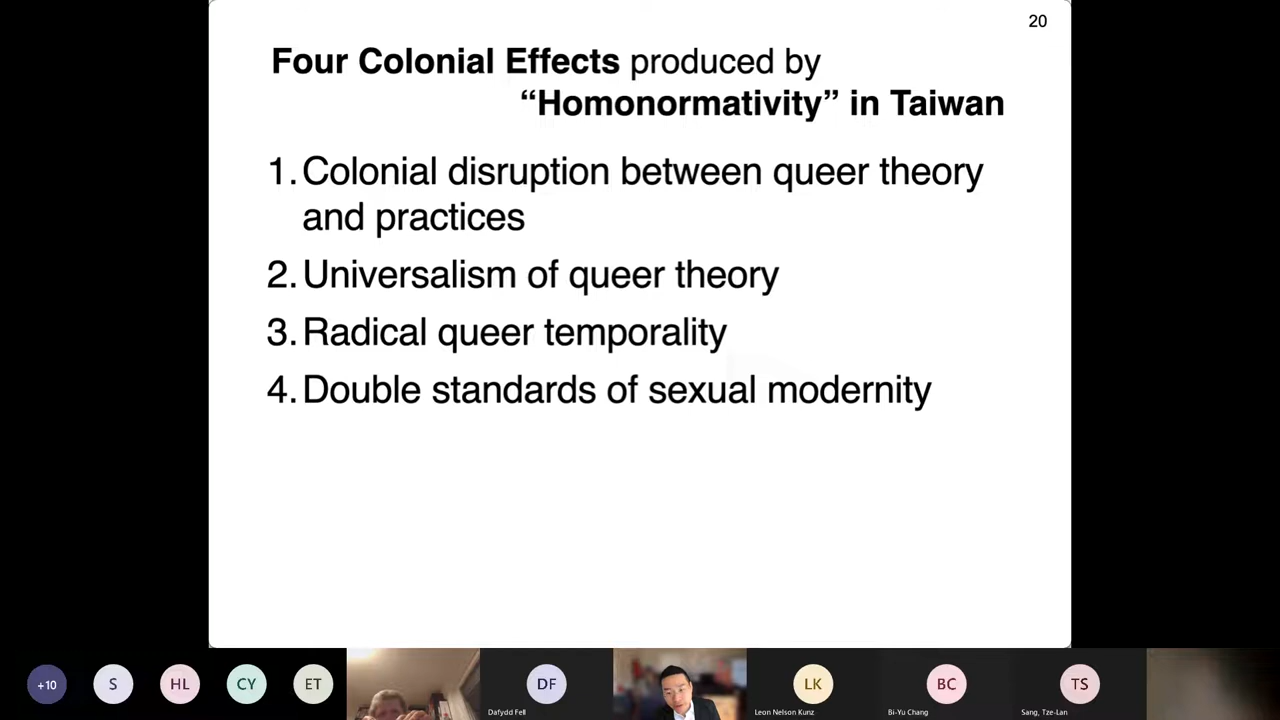 20
Four Colonial Effects produced by
“Homonormativity” in Taiwan
1. Colonial disruption between queer theory
and practices
2. Universalism of queer theory
3. Radical queer temporality
4. Double standards of sexual modernity
+10
S
HL
CY
ET
DF
Dafydd Fell
LK
Leon Nelson Kunz
BC
Bi-Yu Chang
TS
Sang, Tze-Lan